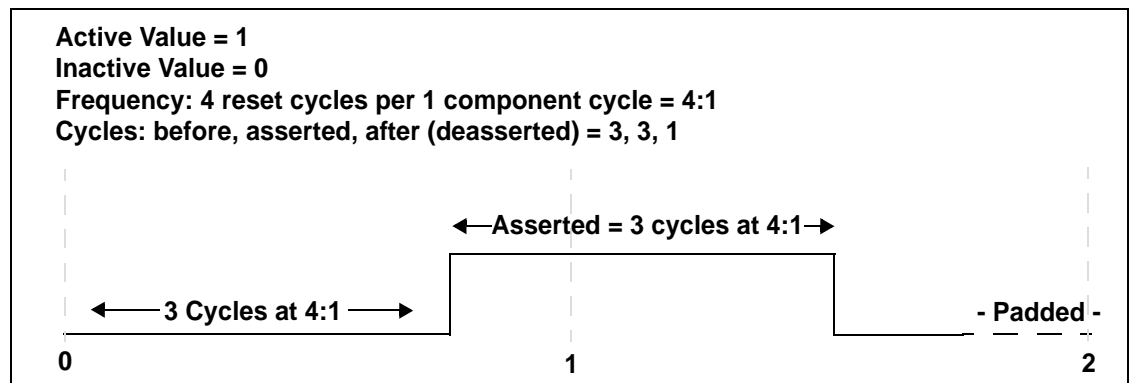 Active Value = 1
Inactive Value = 0
Frequency: 4 reset cycles per 1 component cycle = 4:1
Cycles: before, asserted, after (deasserted) = 3, 3, 1
Asserted = 3 cycles at 4:1
3 Cycles at 4:1
- Padded -
0 1 2